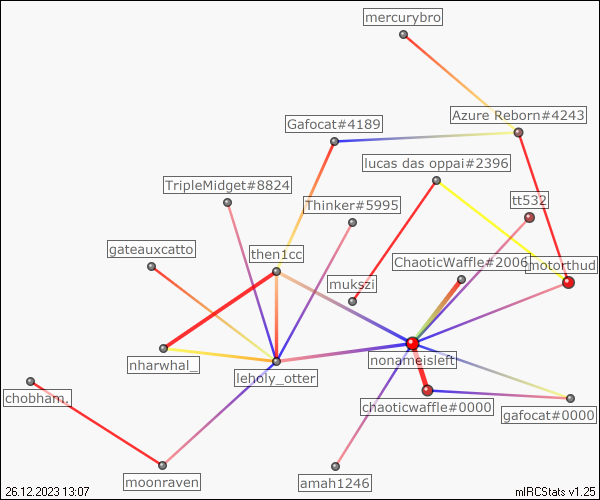 mercurybro
Azure Reborn#4243
Gafocat#4189
lucas das oppai#2396
TripleMidget#8824
tt532
Thinker#5995
gateauxcatto
then1cc
ChaoticWaffle#2006
motorthud
mukszi
nharwhal_
nonameisleft
leholy_otter
chobham.
chaoticwaffle#0000
gafocat#0000
moonraven
amah1246
26.12.2023 13:07
mIRCStats v1.25